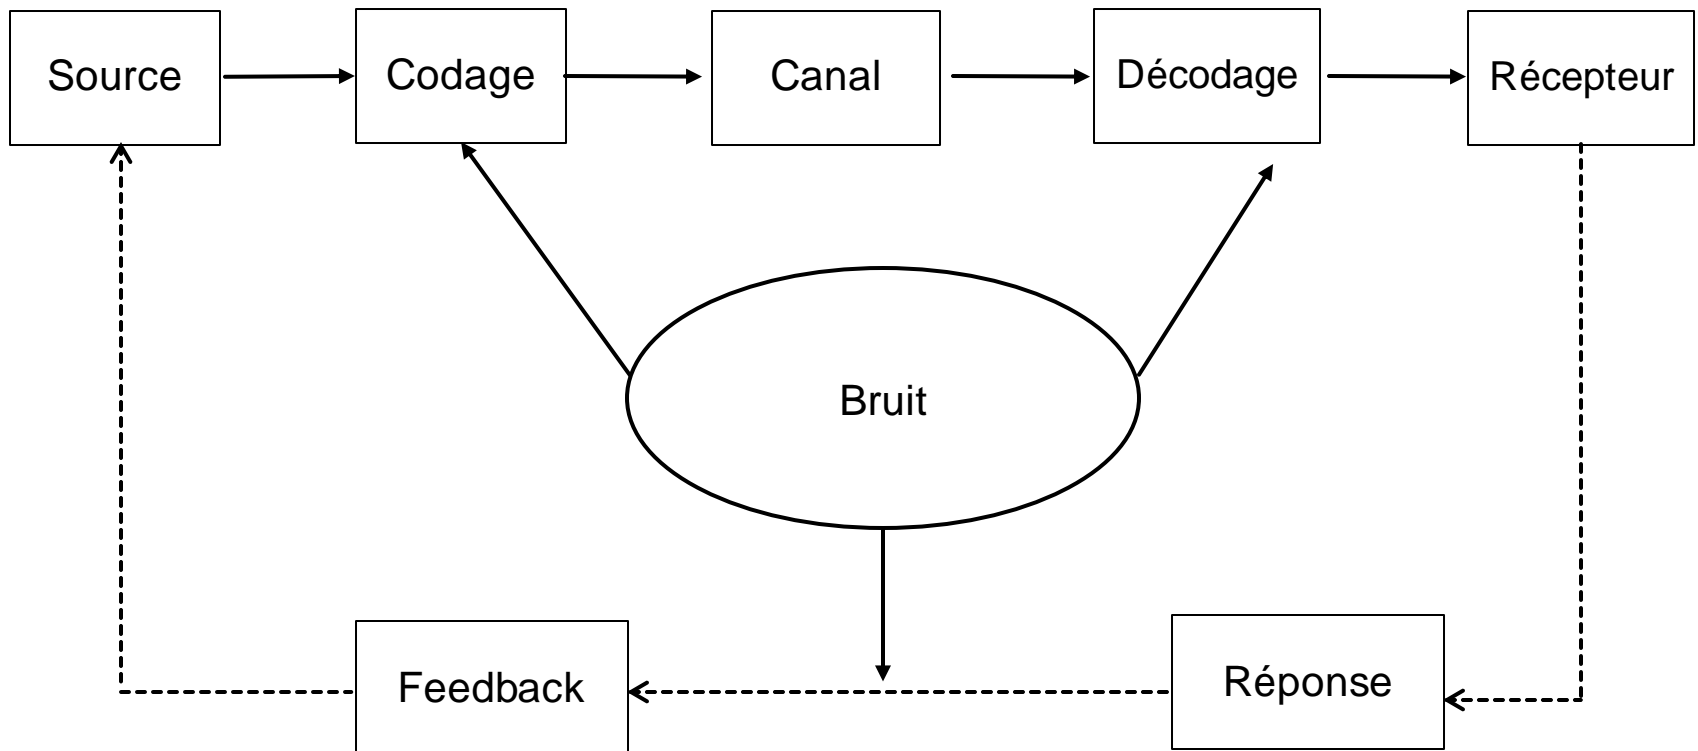 Source
Codage
Canal
Décodage
Récepteur
Bruit
Feedback
Réponse